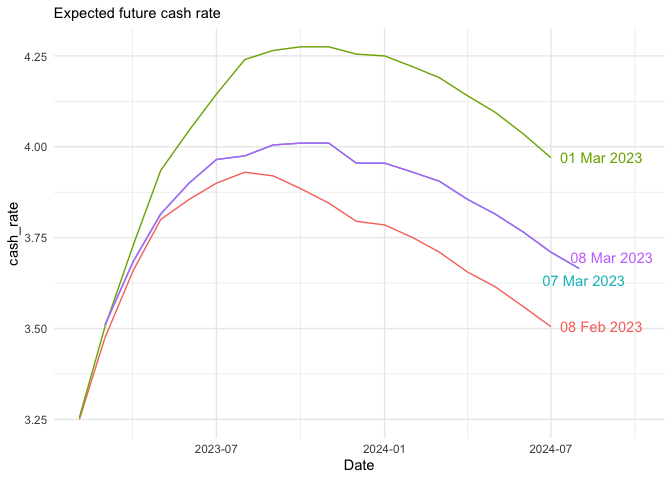 Expected future cash rate
4.25
4.00
3.75
3.50
3.25
cash_rate
01 Mar 2023
08 Mar 2023
07 Mar 2023
08 Feb 2023
2023-07
2024-01
2024-07
Date